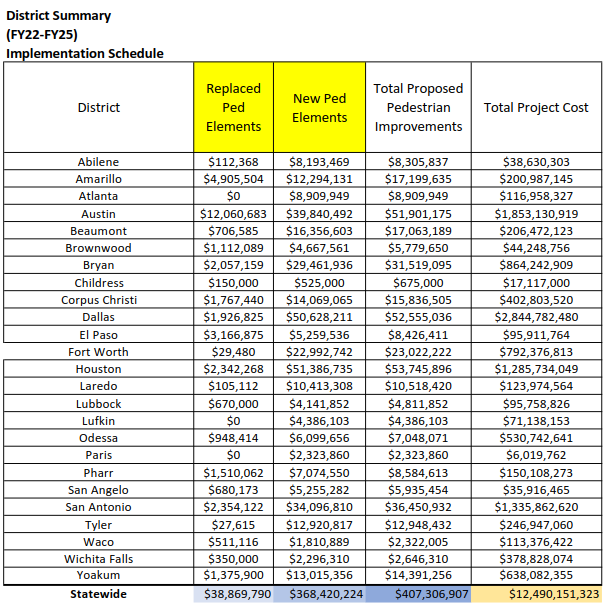 District Summary
(FY22-FY25)
Implementation Schedule
District Replaced Ped Elements New Ped Elements Total Proposed Pedestrian Improvements Total Project Cost
Abilene $112,368 $8,193,469 $8,305,837 $38,630,303
Amarillo $4,905,504 $12,294,131 $17,199,635 $200,987,145
Atlanta $0 $8,909,949 $8,909,949 $116,958,327
Austin $12,060,683 $39,840,492 $51,901,175 $1,853,130,919
Beaumont $706,585 $16,356,603 $17,063,189 $206,472,123
Brownwood $1,112,089 $4,667,561 $5,779,650 $44,248,756
Bryan $2,057,159 $29,461,936 $31,519,095 $864,242,909
Childress $150,000 $525,000 $675,000 $17,117,000
Corpus Christi $1,767,440 $14,069,065 $15,836,505 $402,803,520
Dallas $1,926,825 $50,628,211 $52,555,036 $2,844,782,480
El Paso $3,166,875 $5,259,536 $8,426,411 $95,911,764
Fort Worth $29,480 $22,992,742 $23,022,222 $792,376,813
Houston $2,342,268 $51,386,735 $53,745,896 $1,285,734,049
Laredo $105,112 $10,413,308 $10,518,420 $123,974,564
Lubbock $670,000 $4,141,852 $4,811,852 $95,758,826
Lufkin $0 $4,386,103 $4,386,103 $71,138,153
Odessa $948,414 $6,099,656 $7,048,071 $530,742,641
Paris $0 $2,323,860 $2,323,860 $6,019,762
Pharr $1,510,062 $7,074,550 $8,584,613 $150,108,273
San Angelo $680,173 $5,255,282 $5,935,454 $35,916,465
San Antonio $2,354,122 $34,096,810 $36,450,932 $1,335,862,620
Tyler $27,615 $12,920,817 $12,948,432 $246,947,060
Waco $511,116 $1,810,889 $2,322,005 $113,376,422
Wichita Falls $350,000 $2,296,310 $2,646,310 $378,828,074
Yoakum $1,375,900 $13,015,356 $14,391,256 $638,082,355
Statewide $38,869,790 $368,420,224 $407,306,907 $12,490,151,323